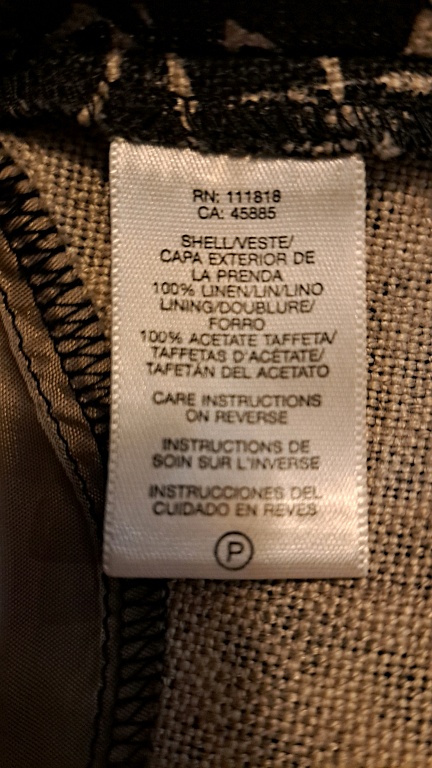 RN: 111818
CA: 45885
SHELL/VESTE/
CAPA EXTERIOR DE
LA PRENDA
100% LINEN/LIN/LINO
LINING/DOUBLURE/
FORRO
100% ACETATE TAFFETA/
TAFFETAS D'ACÉTATE/
TAFETÁN DEL ACETATO
CARE INSTRUCTIONS
ON REVERSE
INSTRUCTIONS DE
SOIN SUR L'INVERSE
INSTRUCCIONES DEL
CUIDADO EN REVES
P